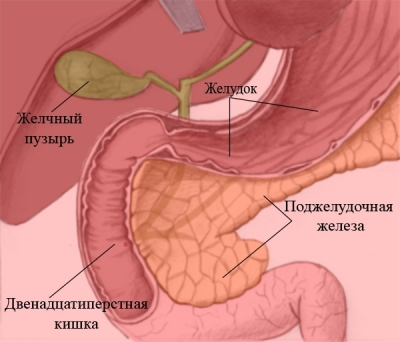 Желудок
Желчный
пузырь
Поджелудочная
железа
Двенадцатиперстная
кишка